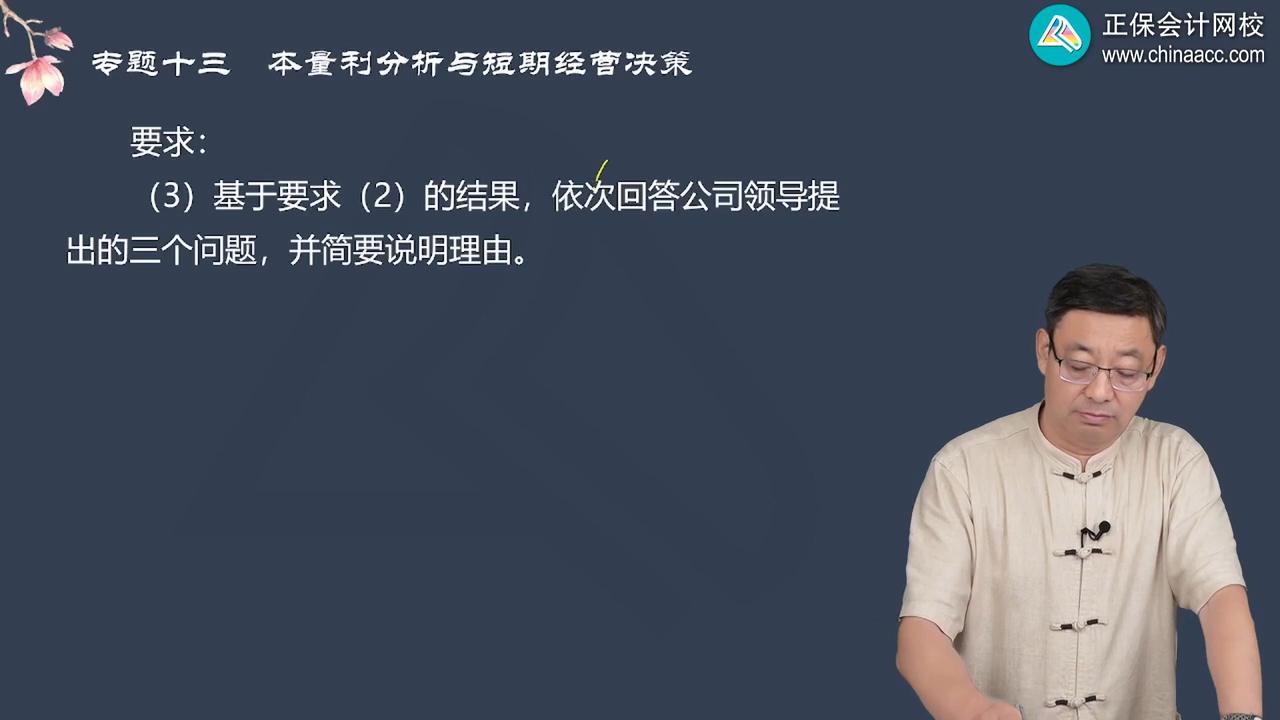 正保会计网校
www.chinaacc.com
专题十三 本量利分析与短期经营决策
要求：
（3）基于要求（2）的结果，依次回答公司领导提
出的三个问题，并简要说明理由。